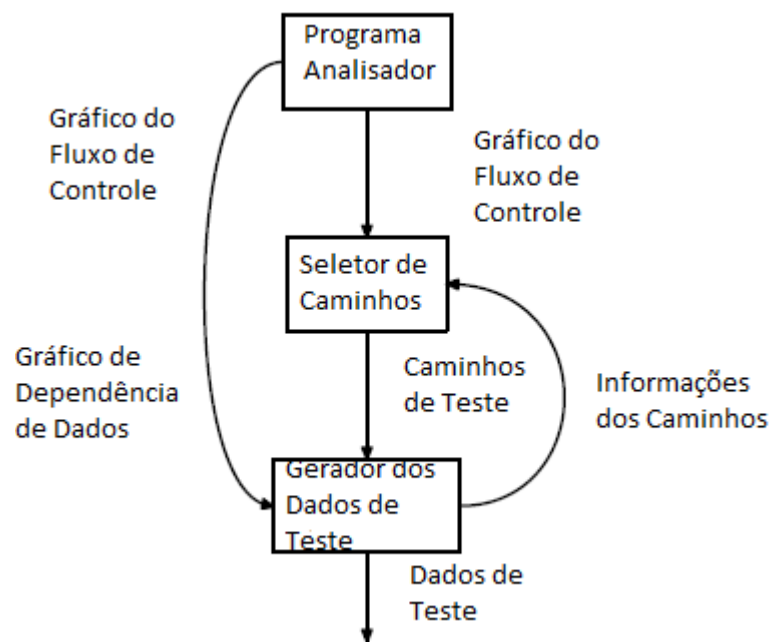 Programa
Analisador
Gráfico do
Fluxo de
Controle
Gráfico do
Fluxo de
Controle
Seletor de
Caminhos
Gráfico de
Dependência
de Dados
Caminhos
de Teste
Informações
dos Caminhos
Gerador dos
Dados de
Teste
Dados de
Teste